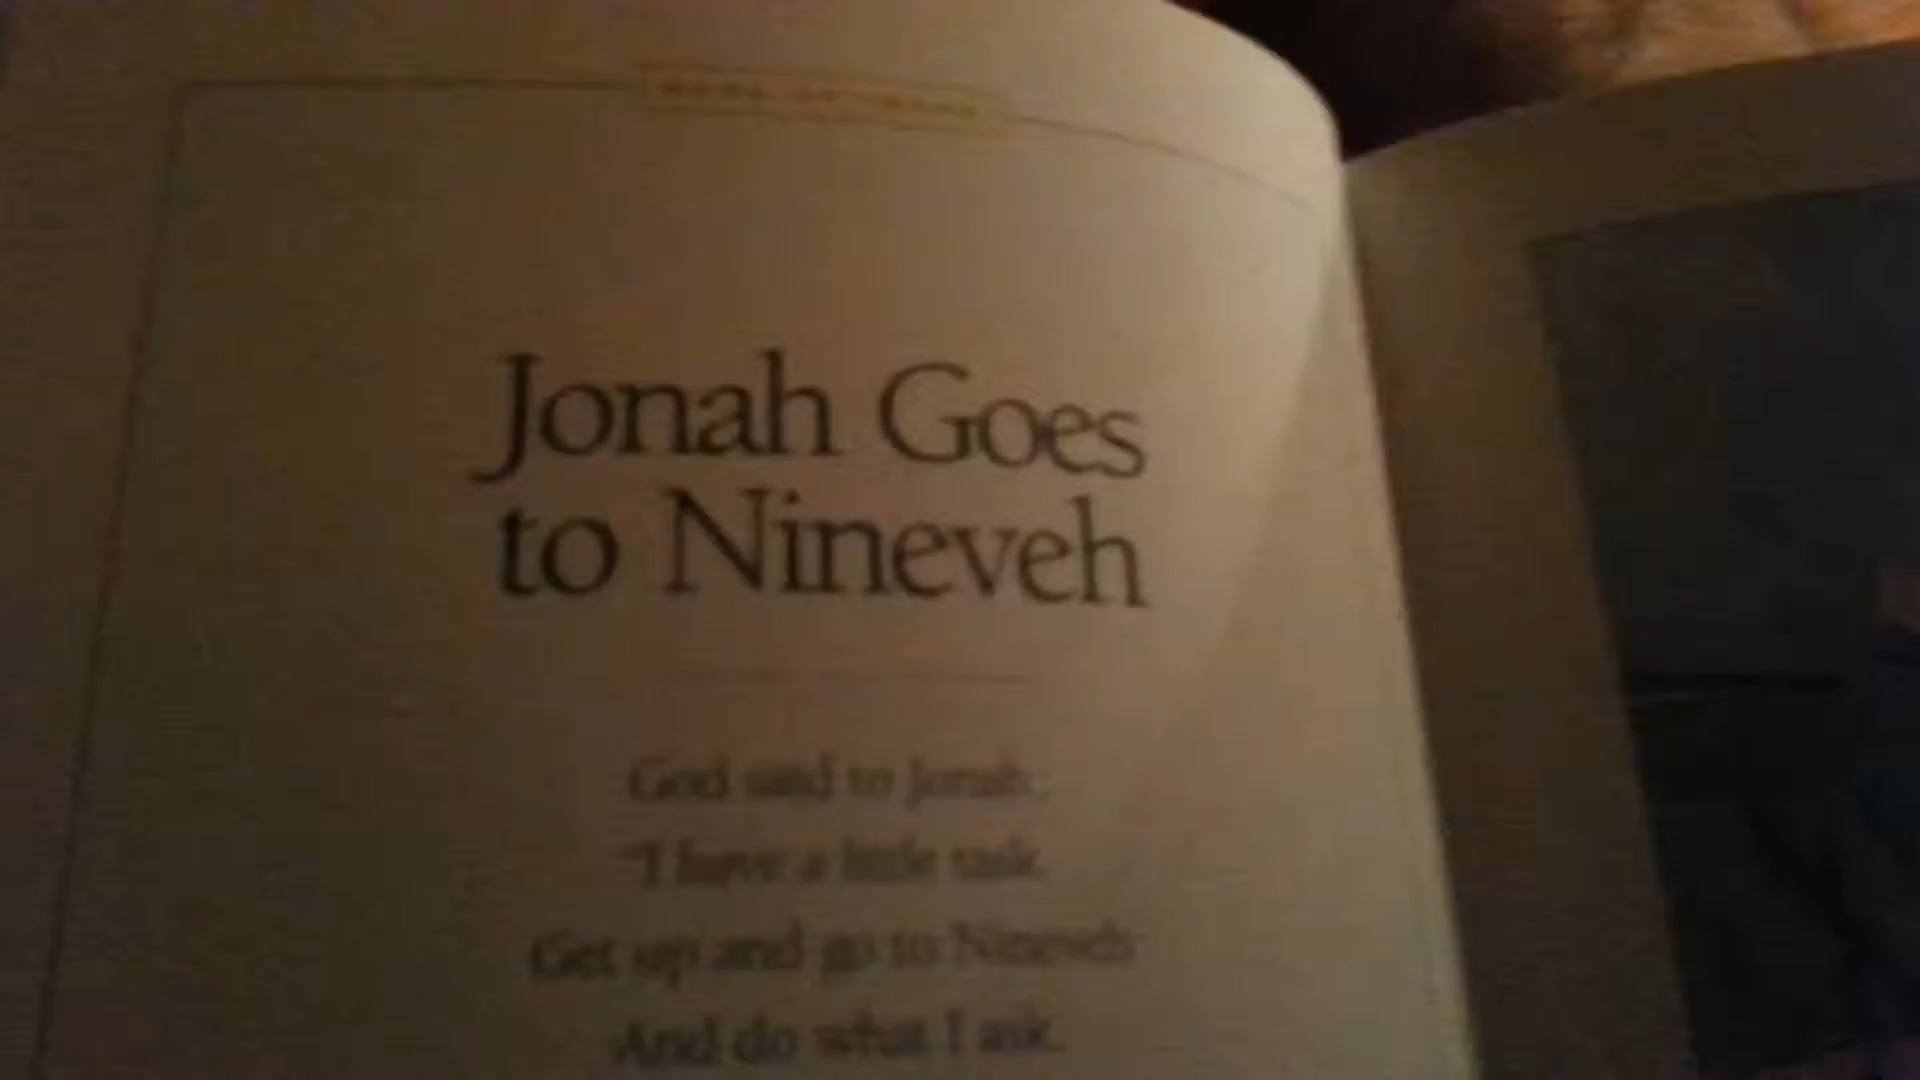 Jonah Goes
to Nineveh
God said to Jonah,
"I have a little task.
Get up and go to Nineveh
And do what I ask.